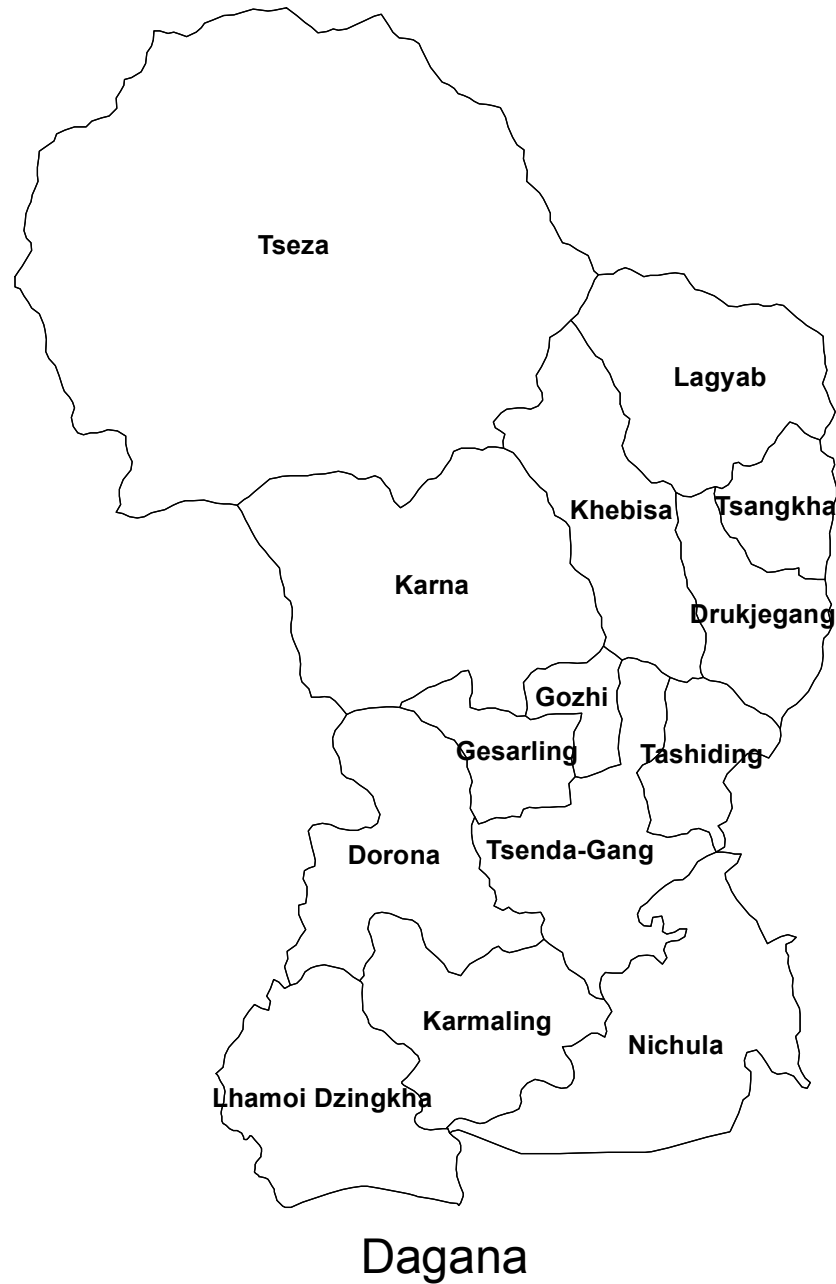 Tseza
Lagyab
Khebisa
Tsangkha
Karna
Drukjegang
Gozhi
Gesarling
Tashiding
Dorona
Tsenda-Gang
Karmaling
Nichula
Lhamoi Dzingkha
Dagana